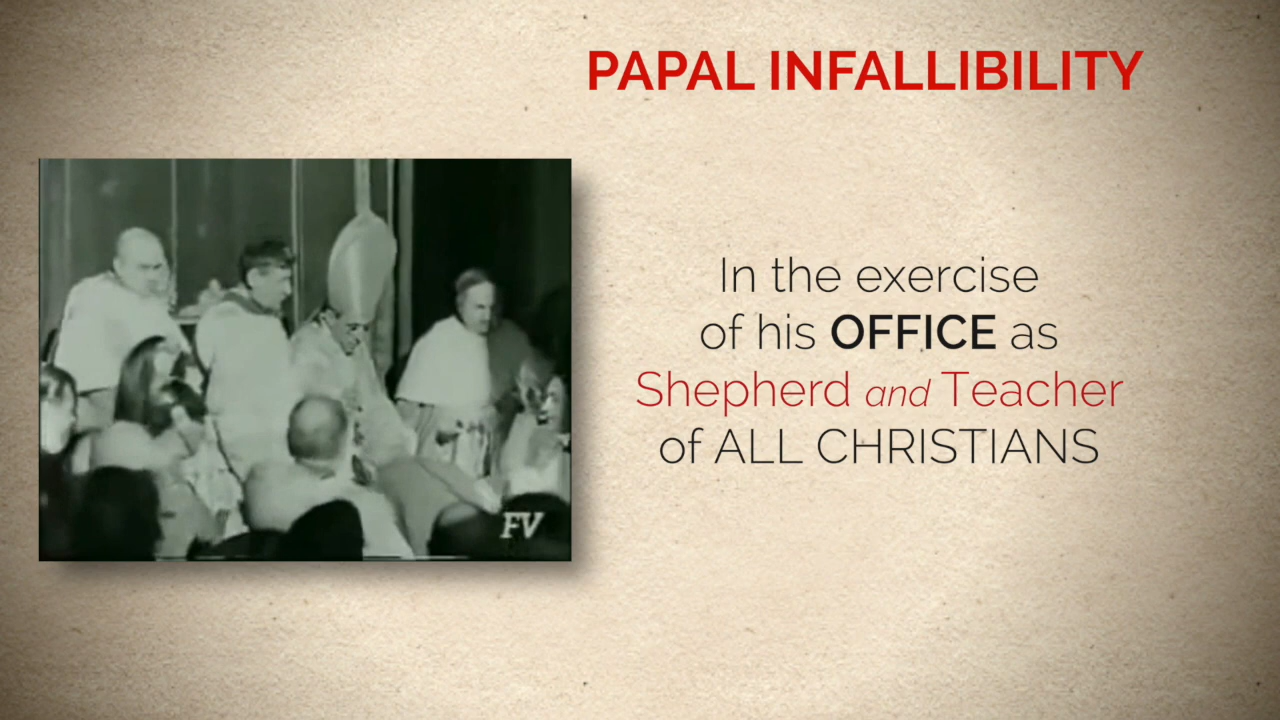 PAPAL INFALLIBILITY
In the exercise
of his OFFICE as
Shepherd and Teacher
of ALL CHRISTIANS
FV